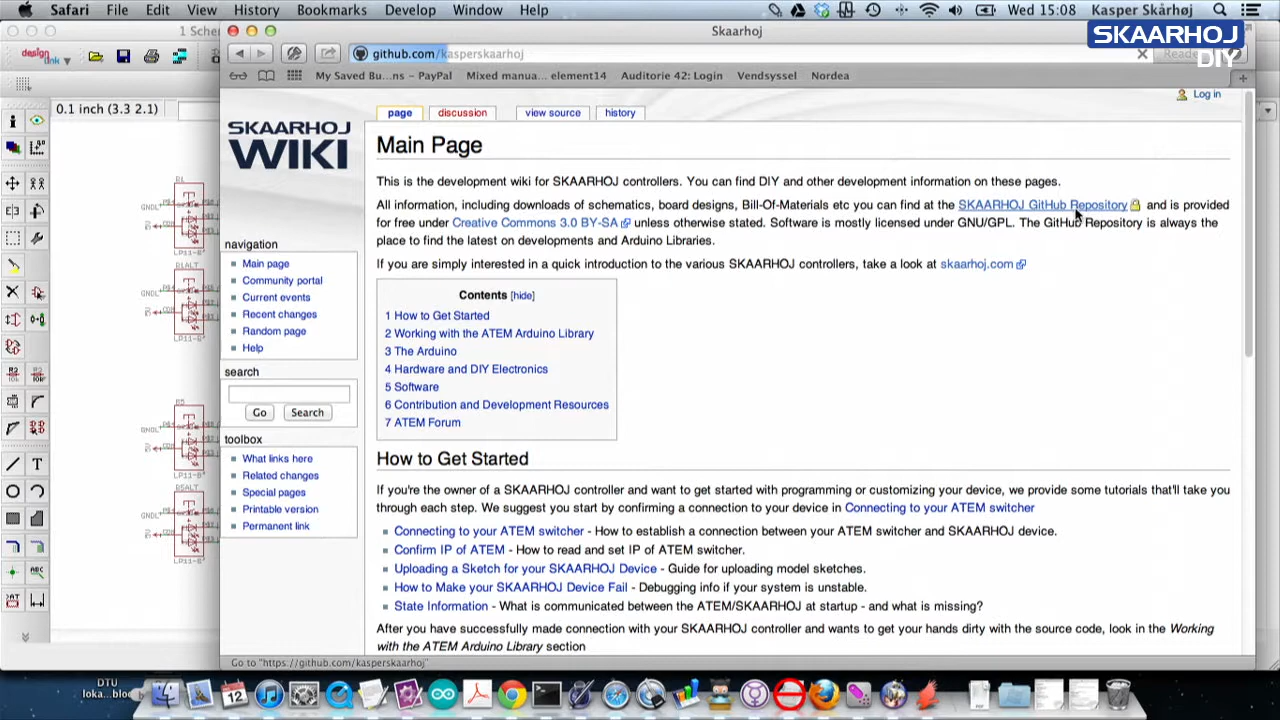 Safari File Edit View History Bookmarks Develop Window Help Wed 15:08 Kasper Skårhøj
SKAARHOJ
DIY
1 Sche
Skaarhoj
design link
github.com/kasperskaarhoj
Reade
My Saved Bu...ns – PayPal Mixed manua... element14 Auditorie 42: Login Vendsyssel Nordea
0.1 inch (3.3 2.1)
Log in
page discussion view source history
SKAARHOJ
WIKI
Main Page
This is the development wiki for SKAARHOJ controllers. You can find DIY and other development information on these pages.
All information, including downloads of schematics, board designs, Bill-Of-Materials etc you can find at the SKAARHOJ GitHub Repository and is provided
for free under Creative Commons 3.0 BY-SA unless otherwise stated. Software is mostly licensed under GNU/GPL. The GitHub Repository is always the
place to find the latest on developments and Arduino Libraries.
If you are simply interested in a quick introduction to the various SKAARHOJ controllers, take a look at skaarhoj.com
navigation
Main page
Community portal
Current events
Recent changes
Random page
Help
search
Go Search
toolbox
What links here
Related changes
Special pages
Printable version
Permanent link
Contents [hide]
1 How to Get Started
2 Working with the ATEM Arduino Library
3 The Arduino
4 Hardware and DIY Electronics
5 Software
6 Contribution and Development Resources
7 ATEM Forum
How to Get Started
If you're the owner of a SKAARHOJ controller and want to get started with programming or customizing your device, we provide some tutorials that'll take you
through each step. We suggest you start by confirming a connection to your device in Connecting to your ATEM switcher
Connecting to your ATEM switcher - How to establish a connection between your ATEM switcher and SKAARHOJ device.
Confirm IP of ATEM - How to read and set IP of ATEM switcher.
Uploading a Sketch for your SKAARHOJ Device - Guide for uploading model sketches.
How to Make your SKAARHOJ Device Fail - Debugging info if your system is unstable.
State Information - What is communicated between the ATEM/SKAARHOJ at startup - and what is missing?
After you have successfully made connection with your SKAARHOJ controller and wants to get your hands dirty with the source code, look in the Working
with the ATEM Arduino Library section
Go to "https://github.com/kasperskaarhoj"
DTU
loka...bloc
12